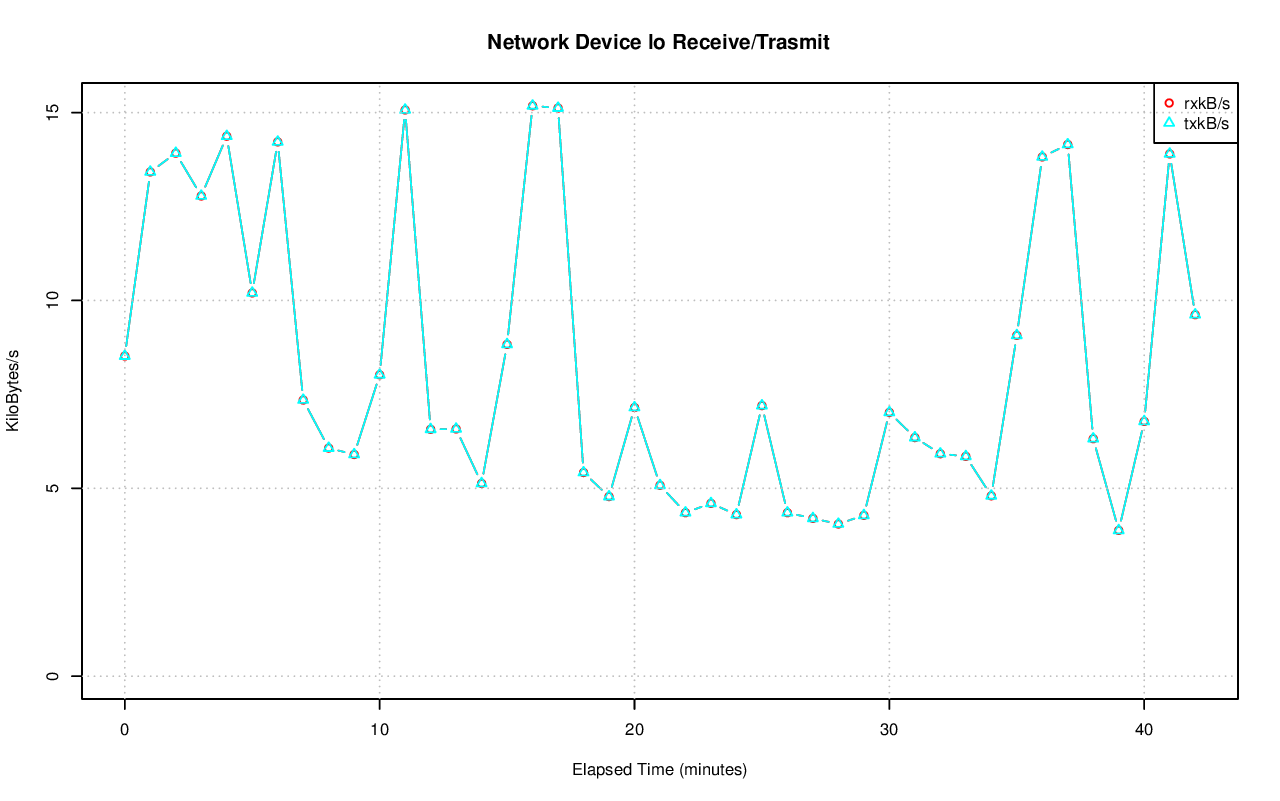 Network Device lo Receive/Trasmit
rxkB/s
txkB/s
KiloBytes/s
15
10
5
0
0 10 20 30 40
Elapsed Time (minutes)